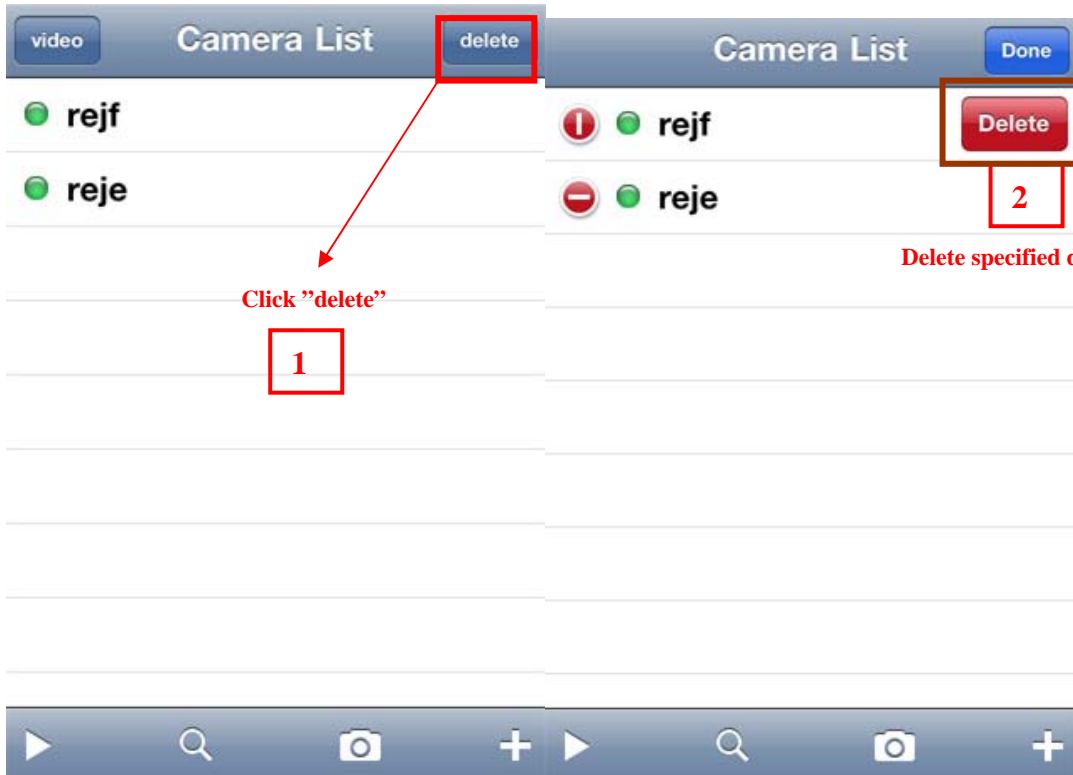 video Camera List delete
rejf
reje
Click ”delete”
1
Camera List Done
rejf Delete
reje
2
Delete specified